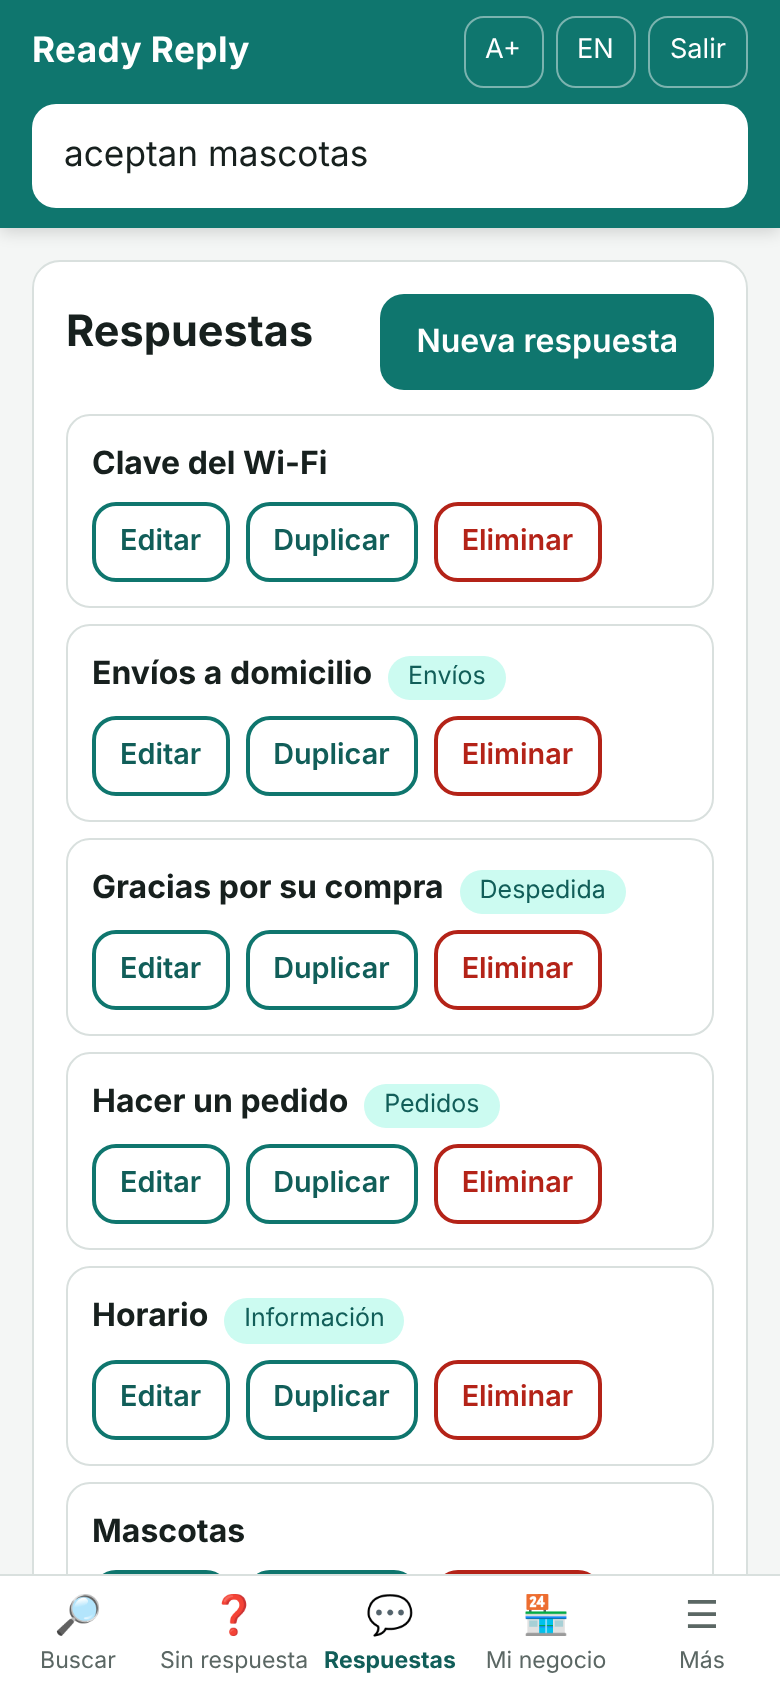 Ready Reply
A+ EN Salir
aceptan mascotas
Respuestas
Nueva respuesta
Clave del Wi-Fi
Editar Duplicar Eliminar
Envíos a domicilio Envíos
Editar Duplicar Eliminar
Gracias por su compra Despedida
Editar Duplicar Eliminar
Hacer un pedido Pedidos
Editar Duplicar Eliminar
Horario Información
Editar Duplicar Eliminar
Mascotas
24
Buscar Sin respuesta Respuestas Mi negocio Más